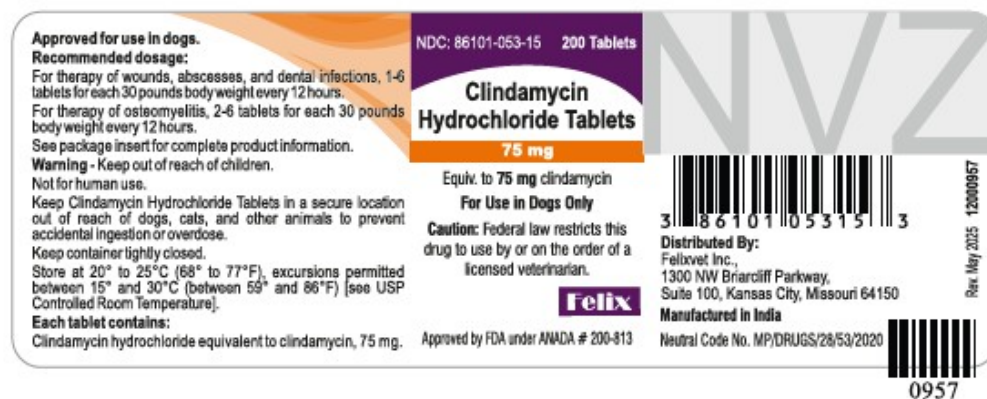 Approved for use in dogs.
Recommended dosage:
For therapy of wounds, abscesses, and dental infections, 1-6
tablets for each 30 pounds body weight every 12 hours.
For therapy of osteomyelitis, 2-6 tablets for each 30 pounds
body weight every 12 hours.
See package insert for complete product information.
Warning - Keep out of reach of children.
Not for human use.
Keep Clindamycin Hydrochloride Tablets in a secure location
out of reach of dogs, cats, and other animals to prevent
accidental ingestion or overdose.
Keep container tightly closed.
Store at 20° to 25°C (68° to 77°F), excursions permitted
between 15° and 30°C (between 59° and 86°F) [see USP
Controlled Room Temperature].
Each tablet contains:
Clindamycin hydrochloride equivalent to clindamycin, 75 mg.
NDC: 86101-053-15 200 Tablets
Clindamycin
Hydrochloride Tablets
75 mg
Equiv. to 75 mg clindamycin
For Use in Dogs Only
Caution: Federal law restricts this
drug to use by or on the order of a
licensed veterinarian.
Felix
Approved by FDA under ANADA # 200-813
NVZ
3 86101 05315 3
Distributed By:
Felixvet Inc.,
1300 NW Briarcliff Parkway,
Suite 100, Kansas City, Missouri 64150
Manufactured in India
Neutral Code No. MP/DRUGS/28/53/2020
Rev. May 2025 12000957
0957